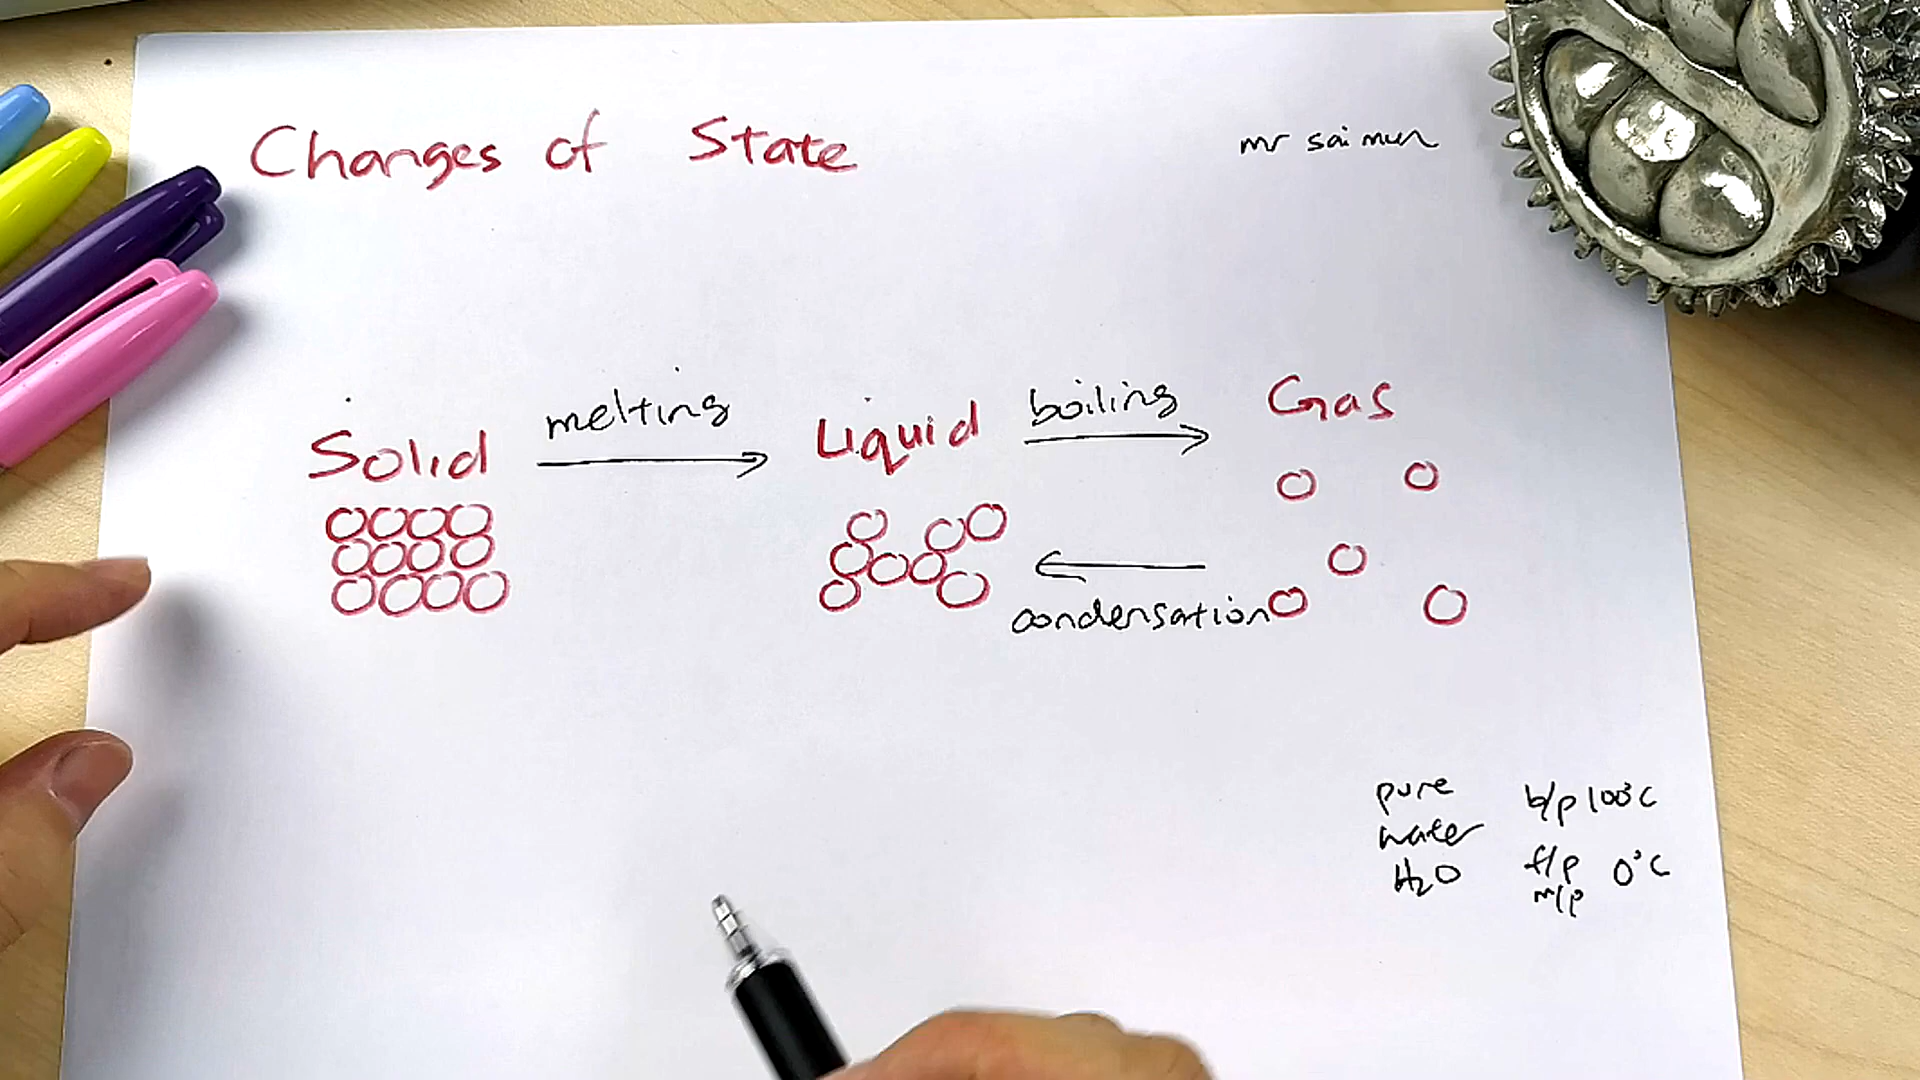 Changes of State
mr sai mun
Solid
melting
Liquid
boiling
Gas
condensation
pure
water
H2O
b/p 100°C
f/p 0°C
m/p